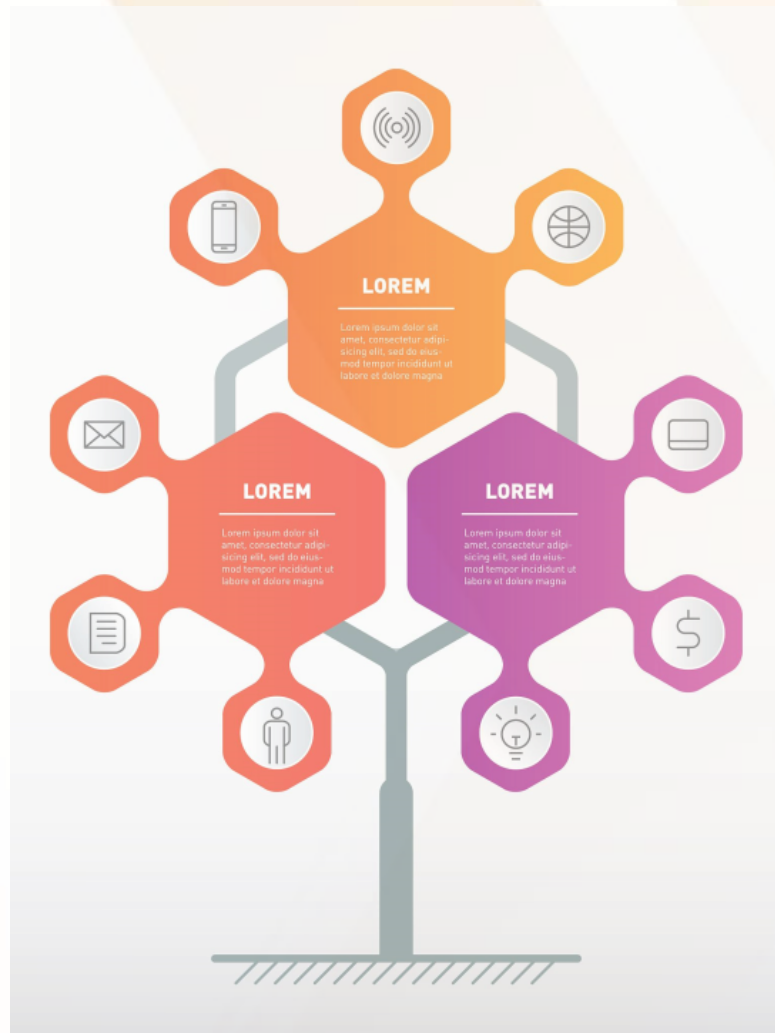 LOREM
Lorem ipsum dolor sit
amet, consectetur adipi-
sicing elit, sed do eius-
mod tempor incididunt ut
labore et dolore magna
LOREM
Lorem ipsum dolor sit
amet, consectetur adipi-
sicing elit, sed do eius-
mod tempor incididunt ut
labore et dolore magna
LOREM
Lorem ipsum dolor sit
amet, consectetur adipi-
sicing elit, sed do eius-
mod tempor incididunt ut
labore et dolore magna
$